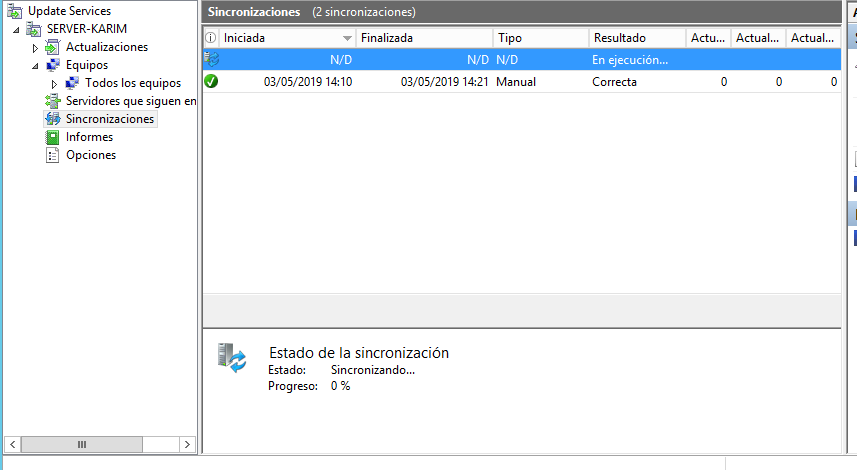 Update Services
SERVER-KARIM
Actualizaciones
Equipos
Todos los equipos
Servidores que siguen en
Sincronizaciones
Informes
Opciones
Sincronizaciones (2 sincronizaciones)
Iniciada Finalizada Tipo Resultado Actu... Actual... Actual...
N/D N/D N/D En ejecución...
03/05/2019 14:10 03/05/2019 14:21 Manual Correcta 0 0 0
Estado de la sincronización
Estado: Sincronizando...
Progreso: 0 %